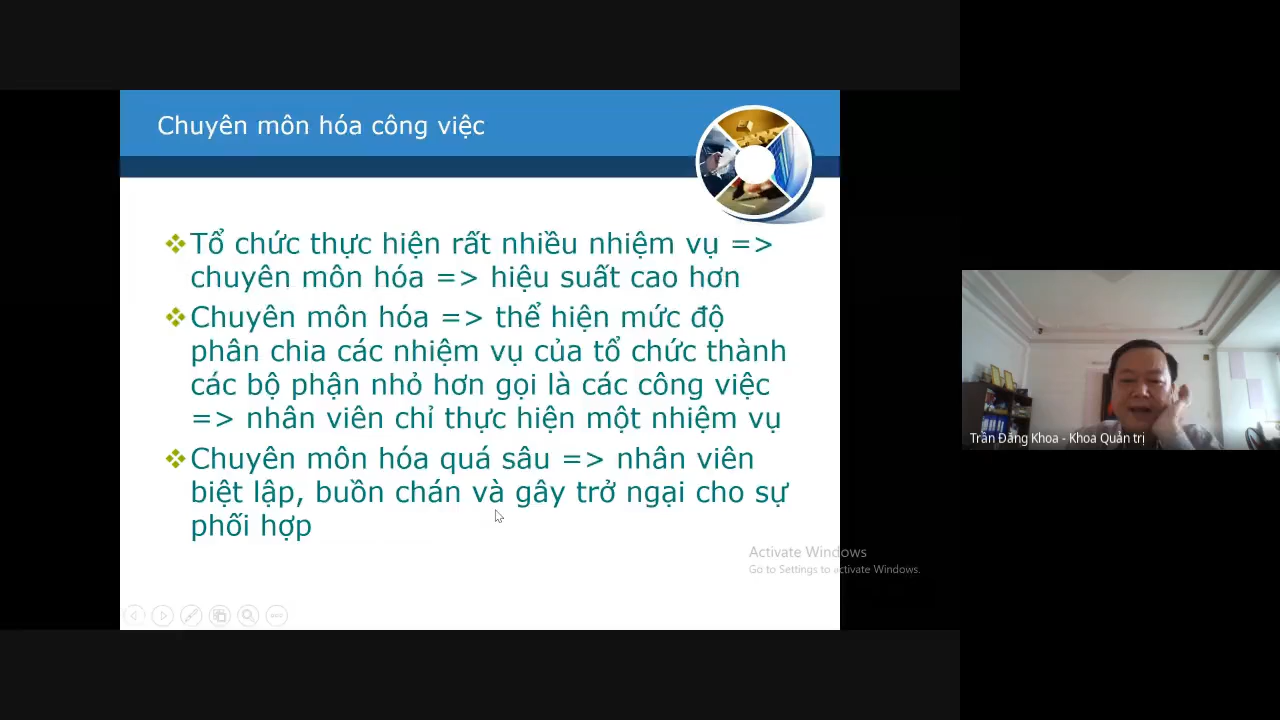 Chuyên môn hóa công việc
Tổ chức thực hiện rất nhiều nhiệm vụ =>
chuyên môn hóa => hiệu suất cao hơn
Chuyên môn hóa => thể hiện mức độ
phân chia các nhiệm vụ của tổ chức thành
các bộ phận nhỏ hơn gọi là các công việc
=> nhân viên chỉ thực hiện một nhiệm vụ
Chuyên môn hóa quá sâu => nhân viên
biệt lập, buồn chán và gây trở ngại cho sự
phối hợp
Activate Windows
Go to Settings to activate Windows.
Trần Đăng Khoa - Khoa Quản trị